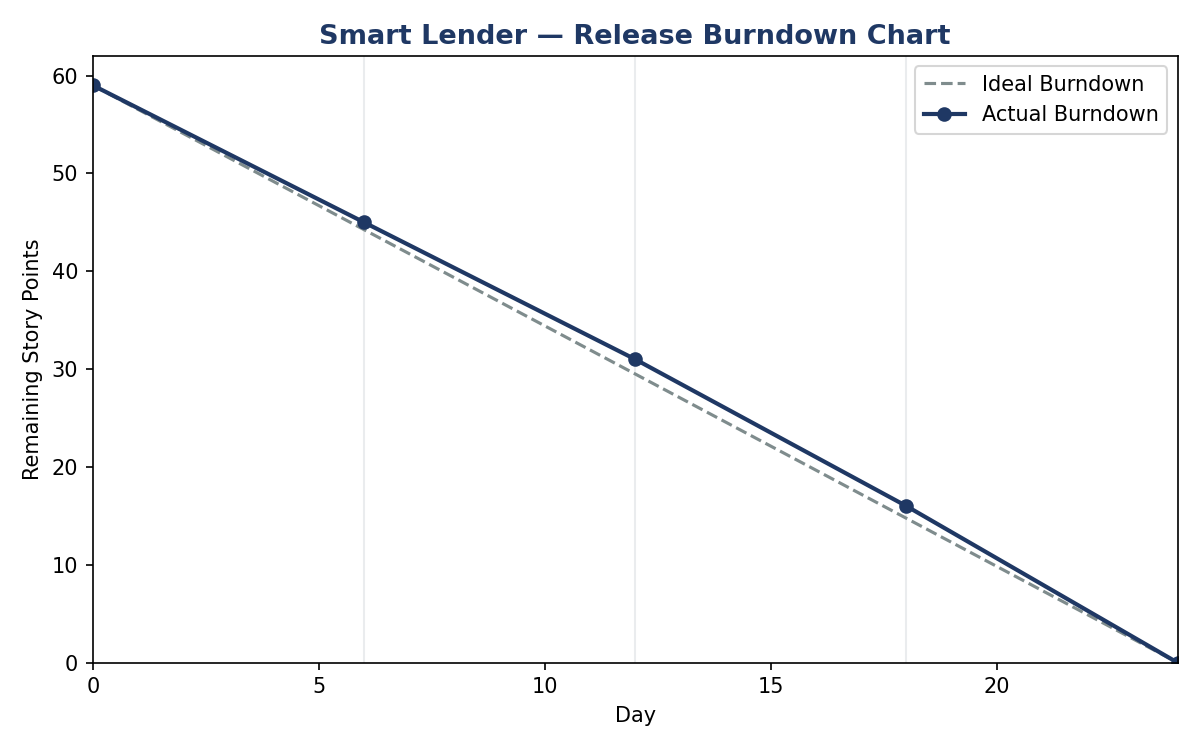 Smart Lender — Release Burndown Chart
Ideal Burndown
Actual Burndown
Remaining Story Points
60
50
40
30
20
10
0
0 5 10 15 20
Day